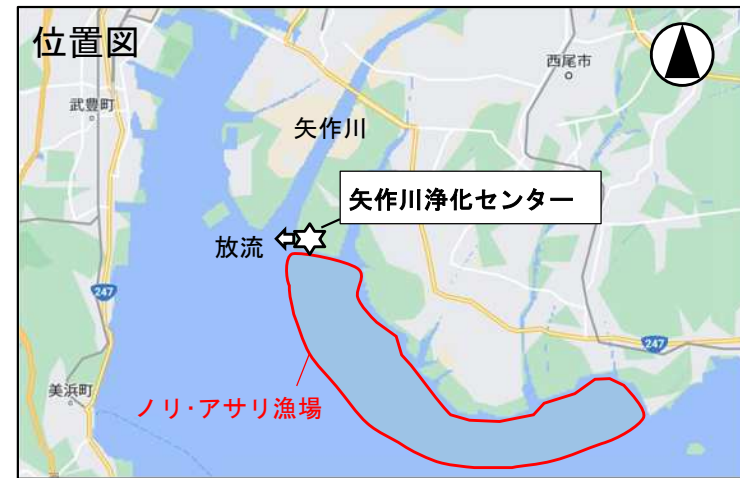 位置図
西尾市
武豊町
矢作川
矢作川浄化センター
放流
247
247
美浜町
ノリ・アサリ漁場